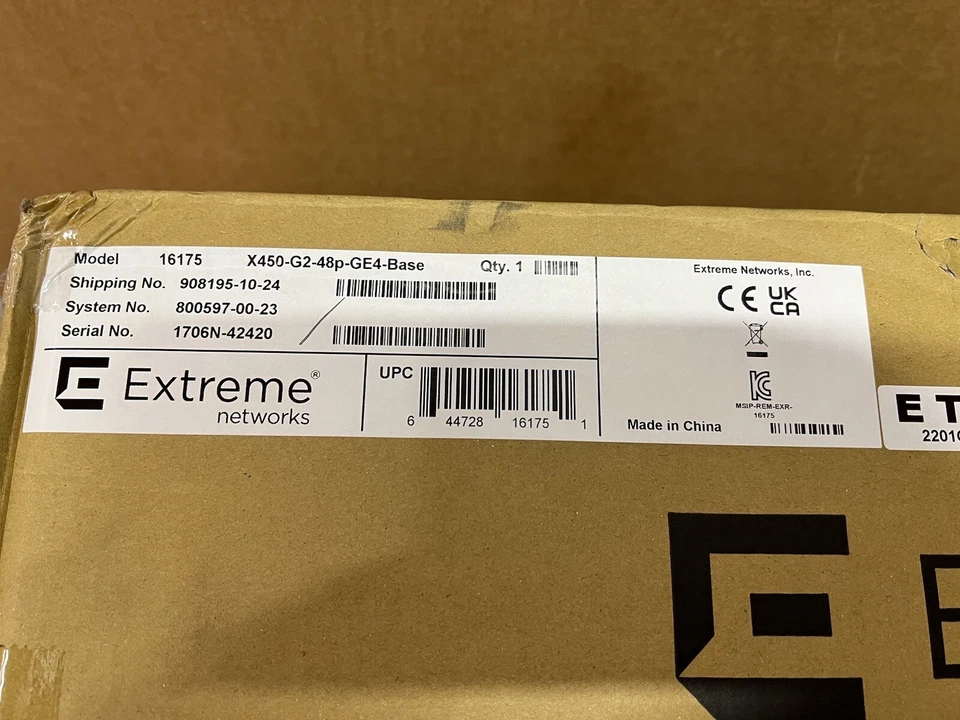 Model 16175 X450-G2-48p-GE4-Base Qty. 1
Shipping No. 908195-10-24
System No. 800597-00-23
Serial No. 1706N-42420
Extreme®
networks
UPC
6 44728 16175 1
Extreme Networks, Inc.
CE UK
CA
MSIP-REM-EXR-
16175
Made in China
E T
2201
E